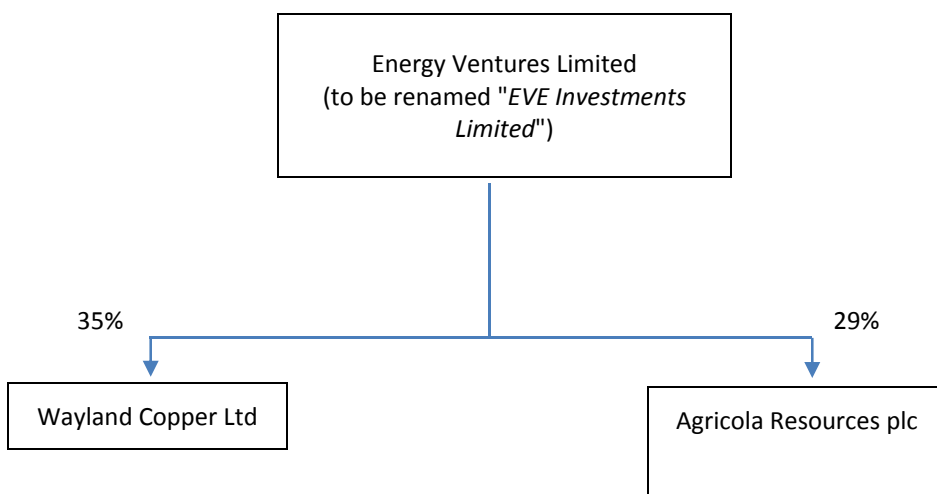 Energy Ventures Limited
(to be renamed "EVE Investments
Limited")
35%
29%
Wayland Copper Ltd
Agricola Resources plc